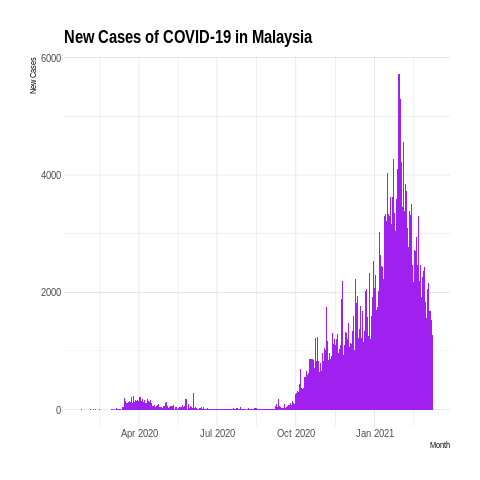 New Cases of COVID-19 in Malaysia
New Cases
6000
4000
2000
0
Apr 2020 Jul 2020 Oct 2020 Jan 2021
Month